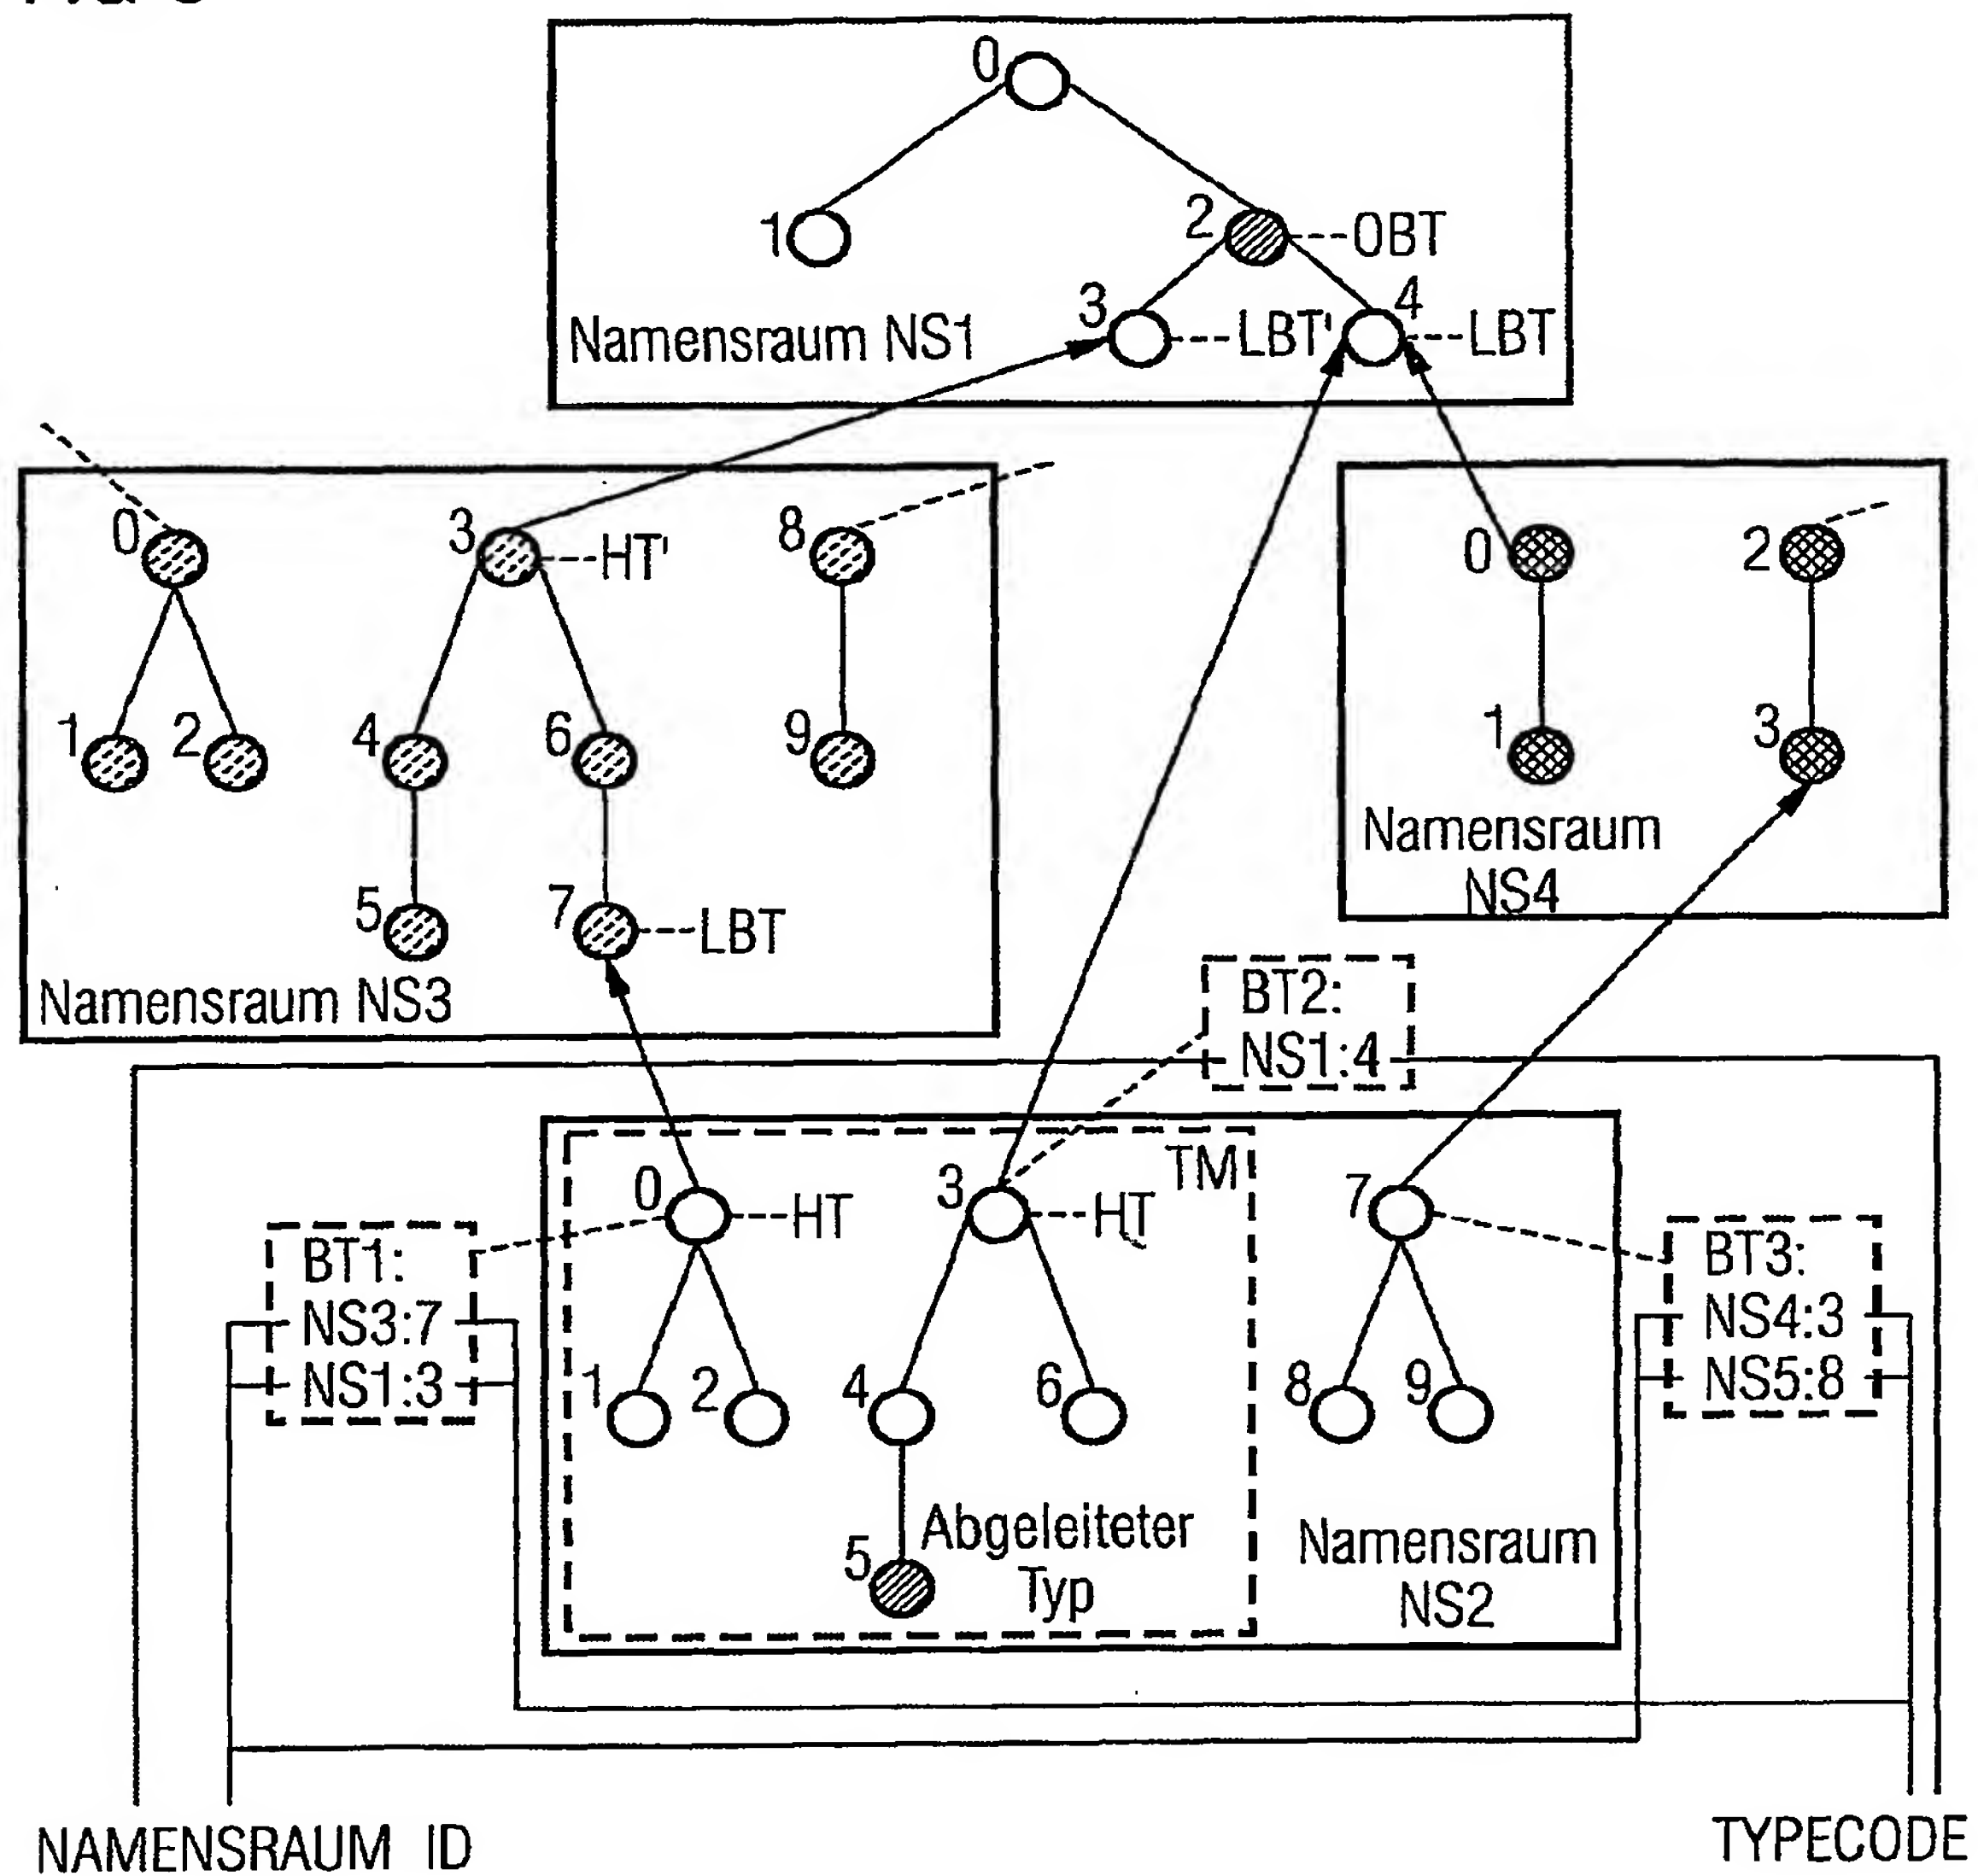 0
1
2
OBT
3
LBT'
4
LBT
Namensraum NS1
0
3
HT'
8
1
2
4
6
9
5
7
LBT
Namensraum NS3
0
2
1
3
Namensraum
NS4
BT2:
NS1:4
TM
0
HT
3
HT
7
BT1:
NS3:7
NS1:3
BT3:
NS4:3
NS5:8
1
2
4
6
8
9
5
Abgeleiteter
Typ
Namensraum
NS2
NAMENSRAUM ID
TYPECODE